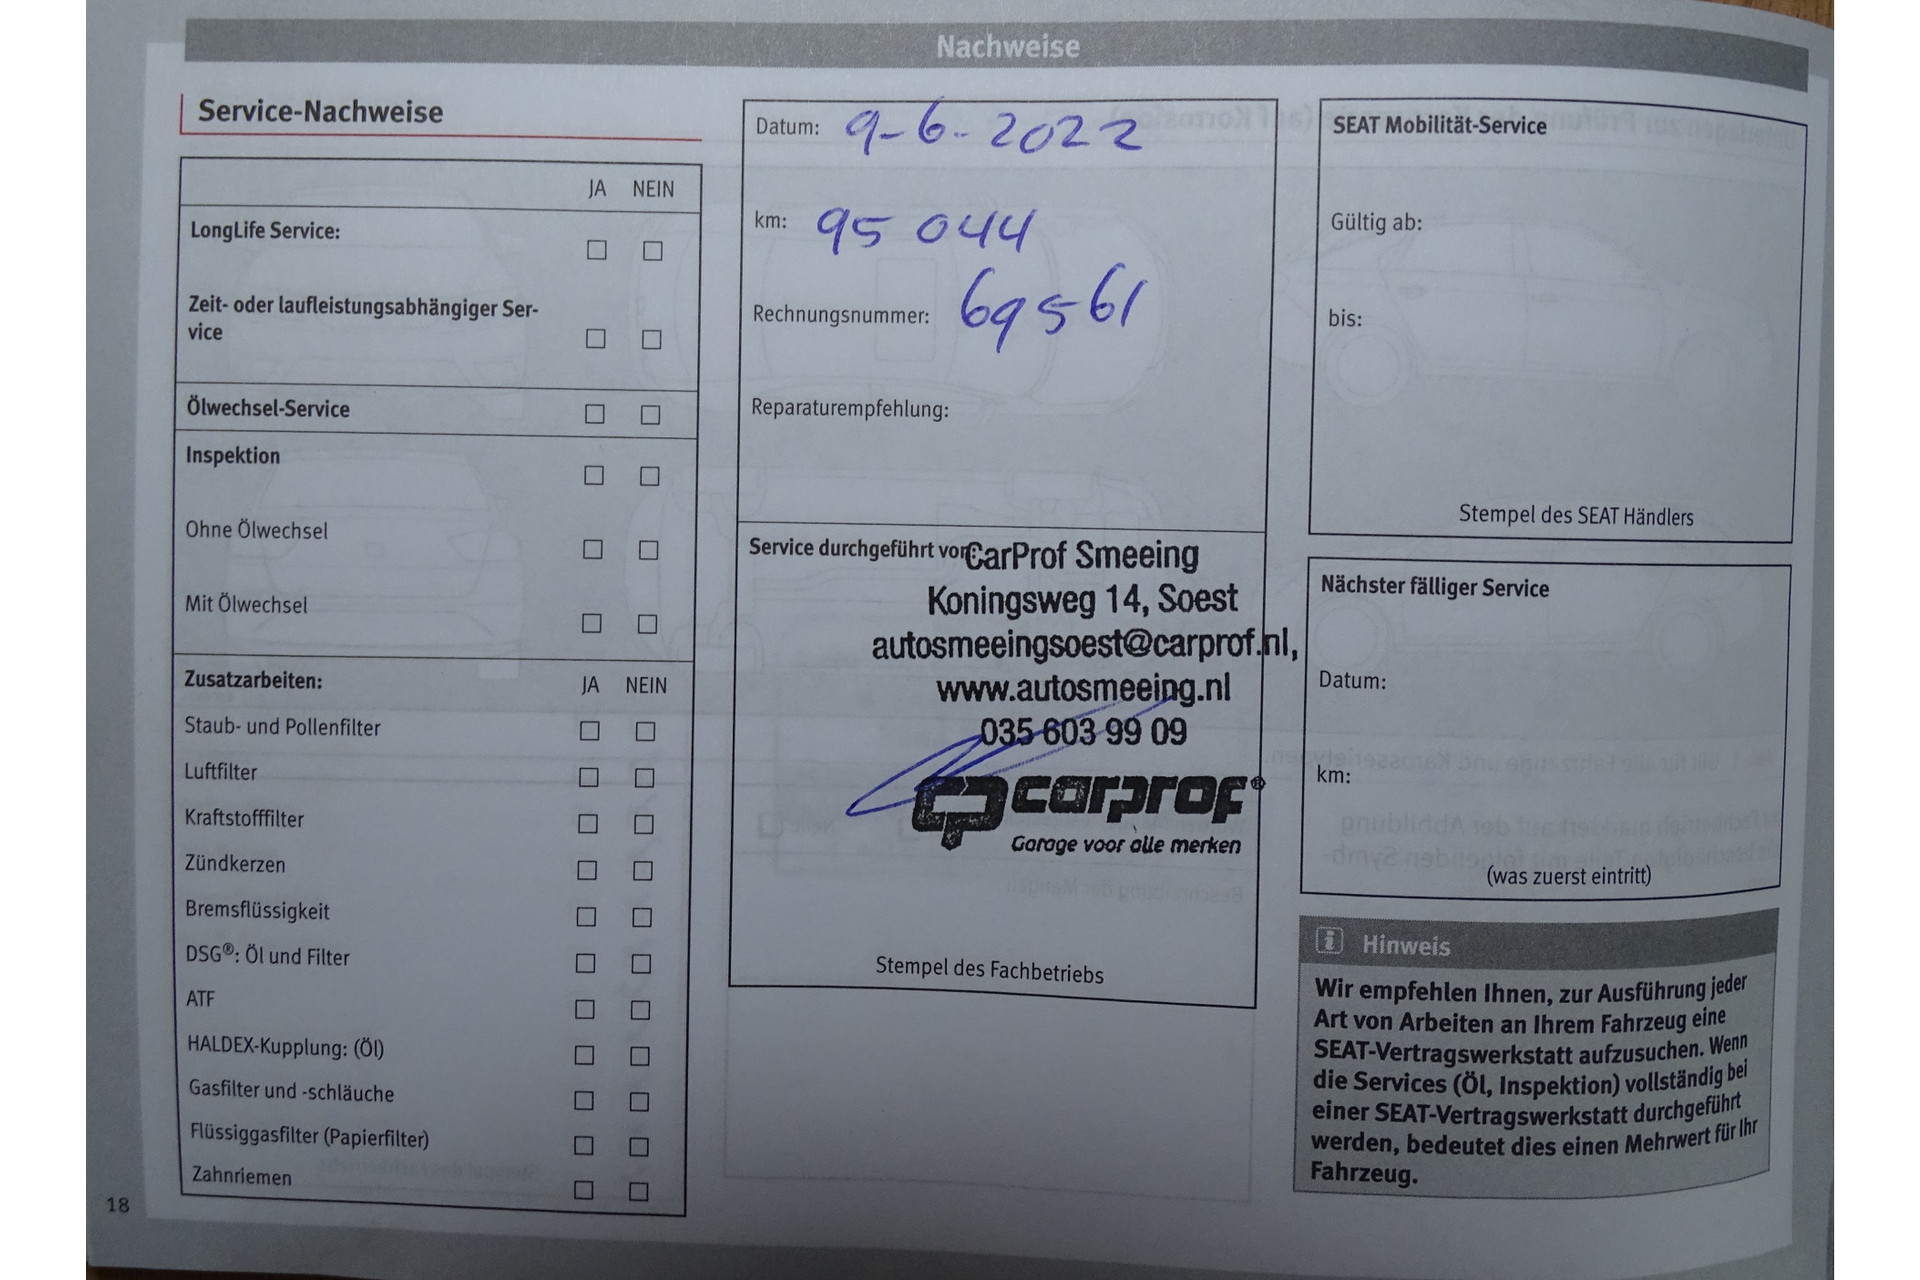 Nachweise
Service-Nachweise
JA NEIN
LongLife Service:
Zeit- oder laufleistungsabhängiger Ser-
vice
Ölwechsel-Service
Inspektion
Ohne Ölwechsel
Mit Ölwechsel
Zusatzarbeiten: JA NEIN
Staub- und Pollenfilter
Luftfilter
Kraftstofffilter
Zündkerzen
Bremsflüssigkeit
DSG®: Öl und Filter
ATF
HALDEX-Kupplung: (Öl)
Gasfilter und -schläuche
Flüssiggasfilter (Papierfilter)
Zahnriemen
18
Datum: 9-6-2022
km: 95 044
Rechnungsnummer: 69561
Reparaturempfehlung:
Service durchgeführt von:
CarProf Smeeing
Koningsweg 14, Soest
autosmeeingsoest@carprof.nl,
www.autosmeeing.nl
035 603 99 09
carprof®
Garage voor alle merken
Stempel des Fachbetriebs
SEAT Mobilität-Service
Gültig ab:
bis:
Stempel des SEAT Händlers
Nächster fälliger Service
Datum:
km:
(was zuerst eintritt)
i Hinweis
Wir empfehlen Ihnen, zur Ausführung jeder
Art von Arbeiten an Ihrem Fahrzeug eine
SEAT-Vertragswerkstatt aufzusuchen. Wenn
die Services (Öl, Inspektion) vollständig bei
einer SEAT-Vertragswerkstatt durchgeführt
werden, bedeutet dies einen Mehrwert für Ihr
Fahrzeug.